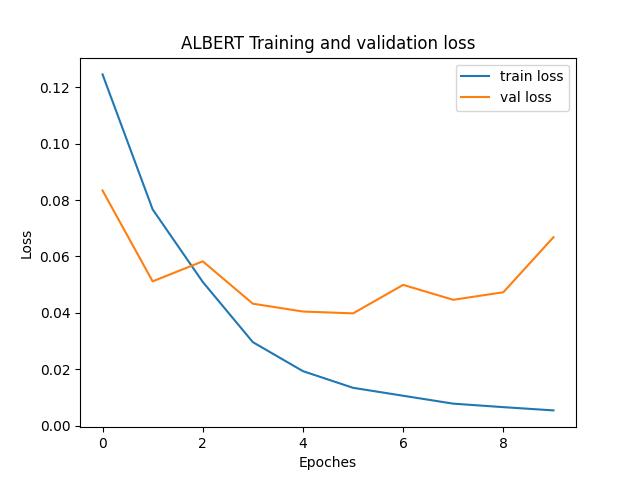 ALBERT Training and validation loss
train loss
val loss
0.12
0.10
0.08
0.06
0.04
0.02
0.00
Loss
0 2 4 6 8
Epoches